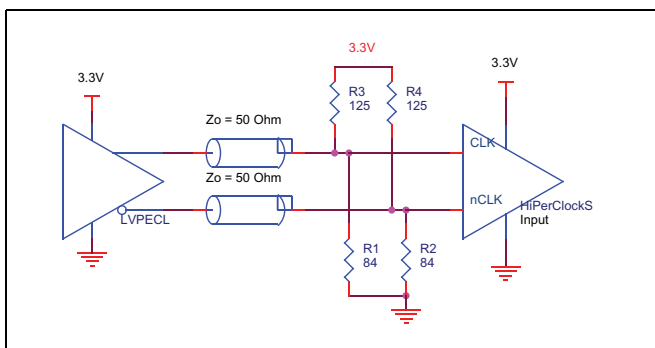 3.3V
3.3V
3.3V
R3
125
R4
125
Zo = 50 Ohm
CLK
Zo = 50 Ohm
nCLK
LVPECL
HiPerClockS
Input
R1
84
R2
84